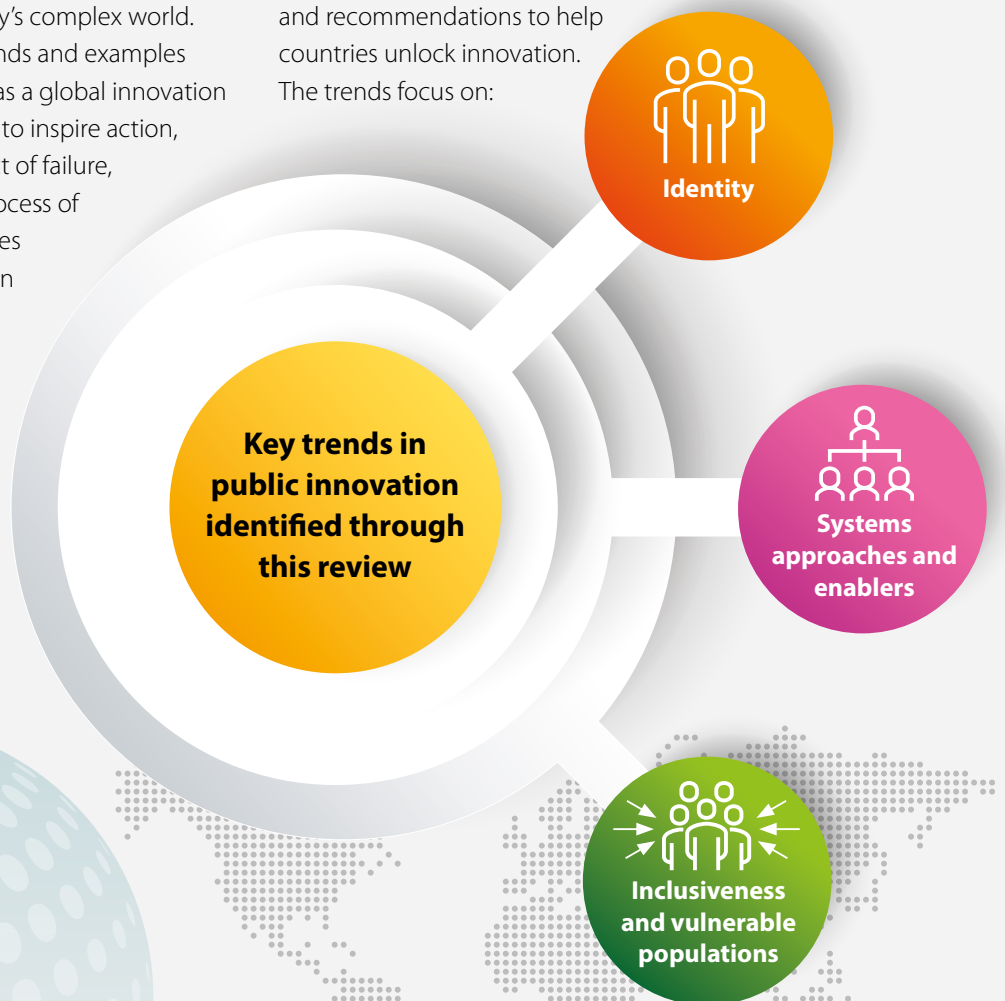 y's complex world.
nds and examples
as a global innovation
to inspire action,
t of failure,
ocess of
es
n
and recommendations to help
countries unlock innovation.
The trends focus on:
Identity
Key trends in
public innovation
identified through
this review
Systems
approaches and
enablers
Inclusiveness
and vulnerable
populations